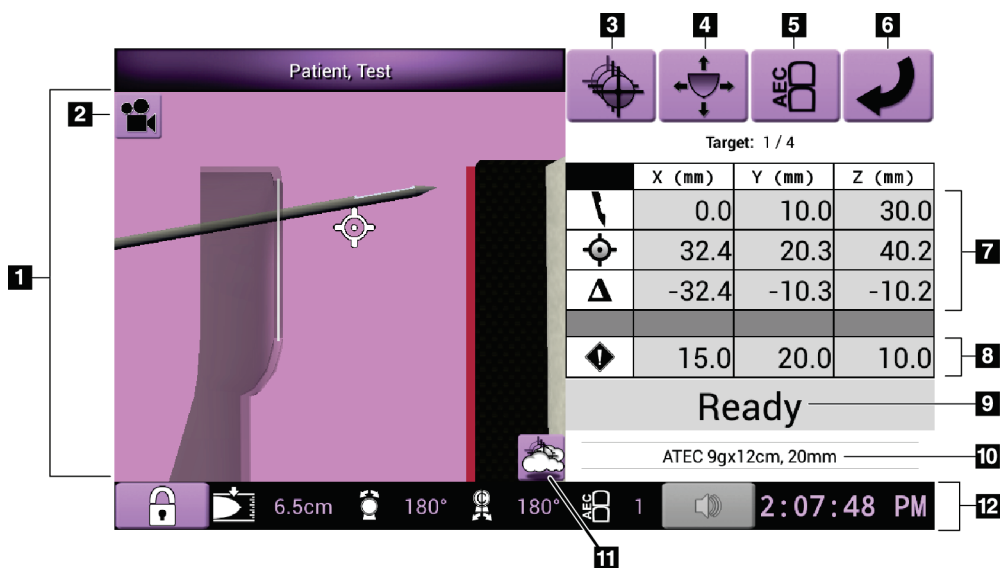 3 4 5 6
Patient, Test
AEC
1
2
Target: 1 / 4
X (mm) Y (mm) Z (mm)
0.0 10.0 30.0
32.4 20.3 40.2
Δ -32.4 -10.3 -10.2
7
! 15.0 20.0 10.0
8
Ready
9
ATEC 9gx12cm, 20mm
10
6.5cm 180° C 180° AEC 1 2:07:48 PM
12
11